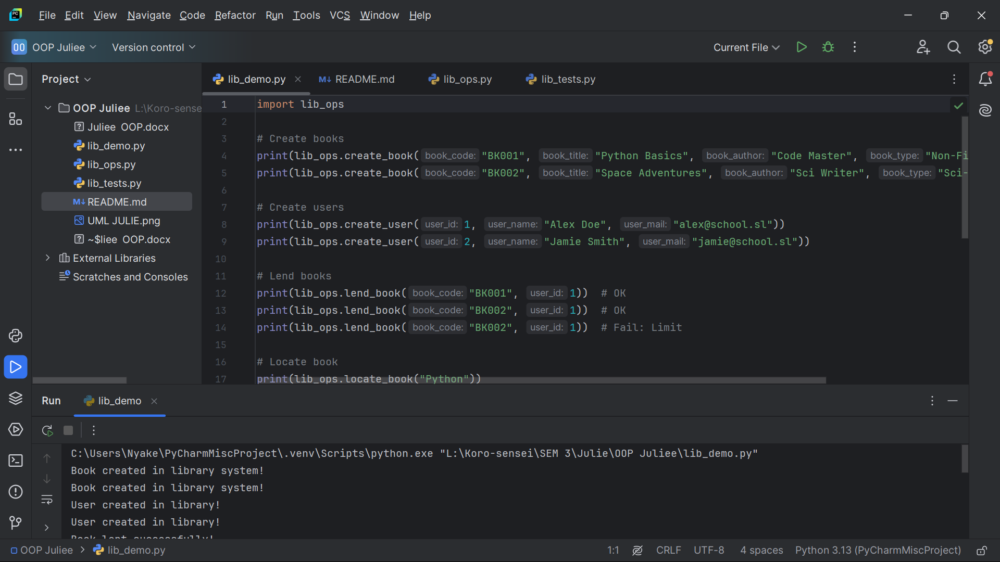 File Edit View Navigate Code Refactor Run Tools VCS Window Help
OOP Juliee Version control Current File
Project
lib_demo.py README.md lib_ops.py lib_tests.py
OOP Juliee L:\Koro-sense
Juliee OOP.docx
lib_demo.py
lib_ops.py
lib_tests.py
README.md
UML JULIE.png
~$liee OOP.docx
External Libraries
Scratches and Consoles
1 import lib_ops
2
3 # Create books
4 print(lib_ops.create_book( book_code: "BK001", book_title: "Python Basics", book_author: "Code Master", book_type: "Non-Fi
5 print(lib_ops.create_book( book_code: "BK002", book_title: "Space Adventures", book_author: "Sci Writer", book_type: "Sci-
6
7 # Create users
8 print(lib_ops.create_user( user_id: 1, user_name: "Alex Doe", user_mail: "alex@school.sl"))
9 print(lib_ops.create_user( user_id: 2, user_name: "Jamie Smith", user_mail: "jamie@school.sl"))
10
11 # Lend books
12 print(lib_ops.lend_book( book_code: "BK001", user_id: 1)) # OK
13 print(lib_ops.lend_book( book_code: "BK002", user_id: 1)) # OK
14 print(lib_ops.lend_book( book_code: "BK002", user_id: 1)) # Fail: Limit
15
16 # Locate book
17 print(lib_ops.locate_book("Python"))
Run lib_demo
C:\Users\Nyake\PyCharmMiscProject\.venv\Scripts\python.exe "L:\Koro-sensei\SEM 3\Julie\OOP Juliee\lib_demo.py"
Book created in library system!
Book created in library system!
User created in library!
User created in library!
Book lent successfully!
OOP Juliee lib_demo.py 1:1 CRLF UTF-8 4 spaces Python 3.13 (PyCharmMiscProject)